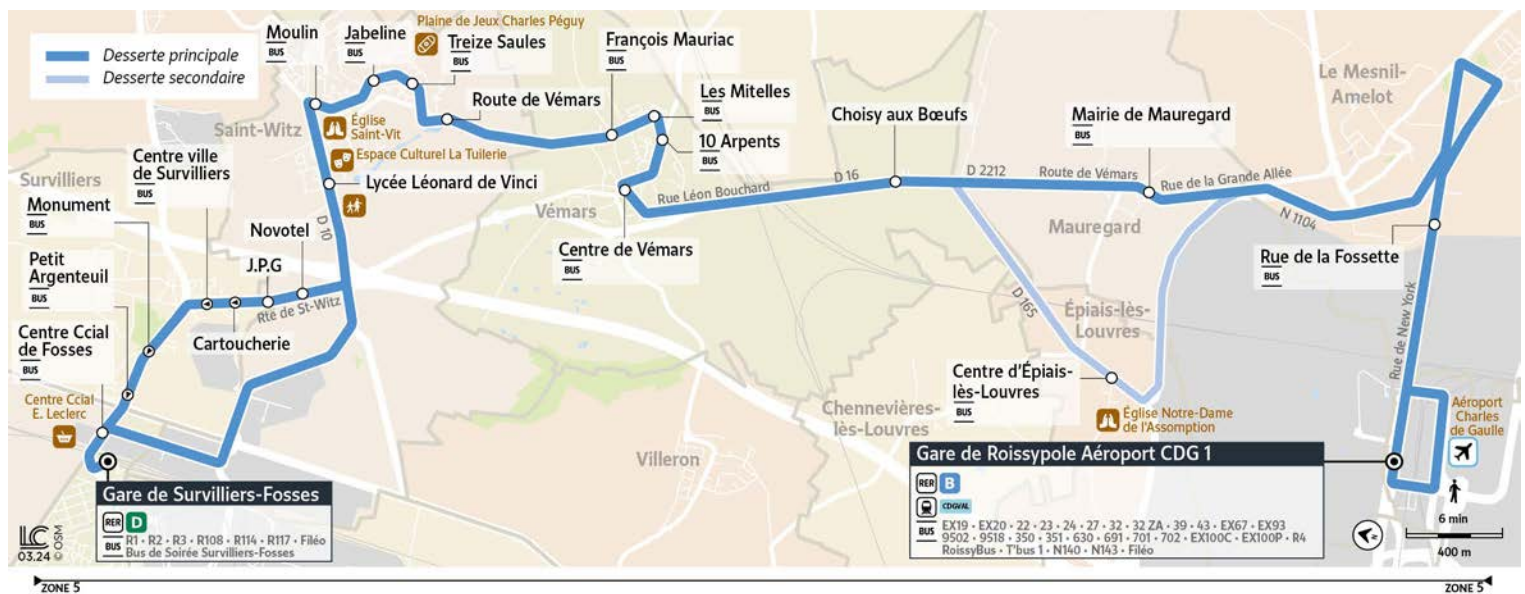 Desserte principale
Desserte secondaire
Moulin
BUS
Jabeline
BUS
Plaine de Jeux Charles Péguy
Treize Saules
BUS
François Mauriac
BUS
Les Mitelles
BUS
10 Arpents
BUS
Route de Vémars
Église
Saint-Vit
Espace Culturel La Tuilerie
Saint-Witz
Lycée Léonard de Vinci
D 10
Centre ville
de Survilliers
BUS
Survilliers
Monument
BUS
Petit
Argenteuil
BUS
Centre Ccial
de Fosses
BUS
Centre Ccial
E. Leclerc
Novotel
J.P.G
Rte de St-Witz
Cartoucherie
Vémars
Centre de Vémars
BUS
Rue Léon Bouchard
D 16
Choisy aux Bœufs
D 2212
Route de Vémars
Mairie de Mauregard
BUS
Rue de la Grande Allée
N 1104
Le Mesnil-
Amelot
Mauregard
Rue de la Fossette
BUS
Rue de New York
D 165
Épiais-lès-
Louvres
Centre d'Épiais-
lès-Louvres
BUS
Église Notre-Dame
de l'Assomption
Chennevières-
lès-Louvres
Villeron
Aéroport
Charles
de Gaulle
Gare de Survilliers-Fosses
RER D
BUS R1 • R2 • R3 • R108 • R114 • R117 • Filéo
Bus de Soirée Survilliers-Fosses
Gare de Roissypole Aéroport CDG 1
RER B
CDGVAL
BUS EX19 • EX20 • 22 • 23 • 24 • 27 • 32 • 32 ZA • 39 • 43 • EX67 • EX93
9502 • 9518 • 350 • 351 • 630 • 691 • 701 • 702 • EX100C • EX100P • R4
RoissyBus • T'bus 1 • N140 • N143 • Filéo
N
6 min
400 m
LC
03.24 © OSM
ZONE 5
ZONE 5